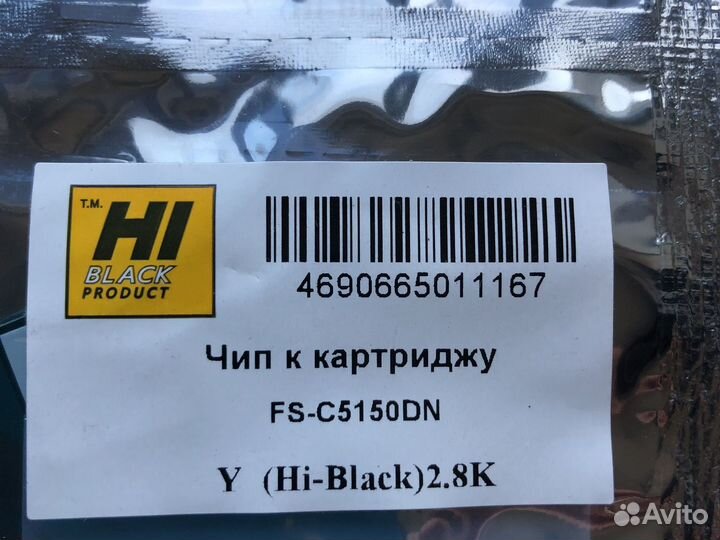 T.M.
HI
BLACK
PRODUCT
4690665011167
Чип к картриджу
FS-C5150DN
Y (Hi-Black)2.8K
Avito